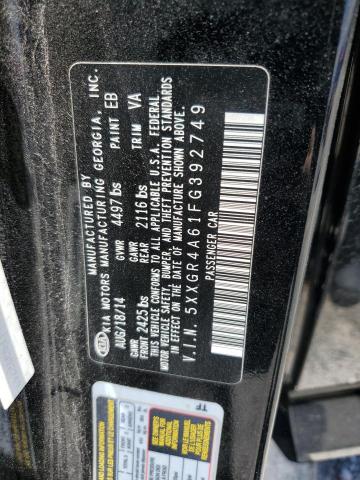 MANUFACTURED BY
KIA KIA MOTORS MANUFACTURING GEORGIA, INC.
AUG/18/14 GVWR 4497 lbs PAINT EB
GAWR FRONT 2425 lbs GAWR REAR 2116 lbs TRIM VA
THIS VEHICLE CONFORMS TO ALL APPLICABLE U.S.A. FEDERAL
MOTOR VEHICLE SAFETY, BUMPER, AND THEFT PREVENTION STANDARDS
IN EFFECT ON THE DATE OF MANUFACTURE SHOWN ABOVE.
V.I.N. 5XXGR4A61FG392749
PASSENGER CAR